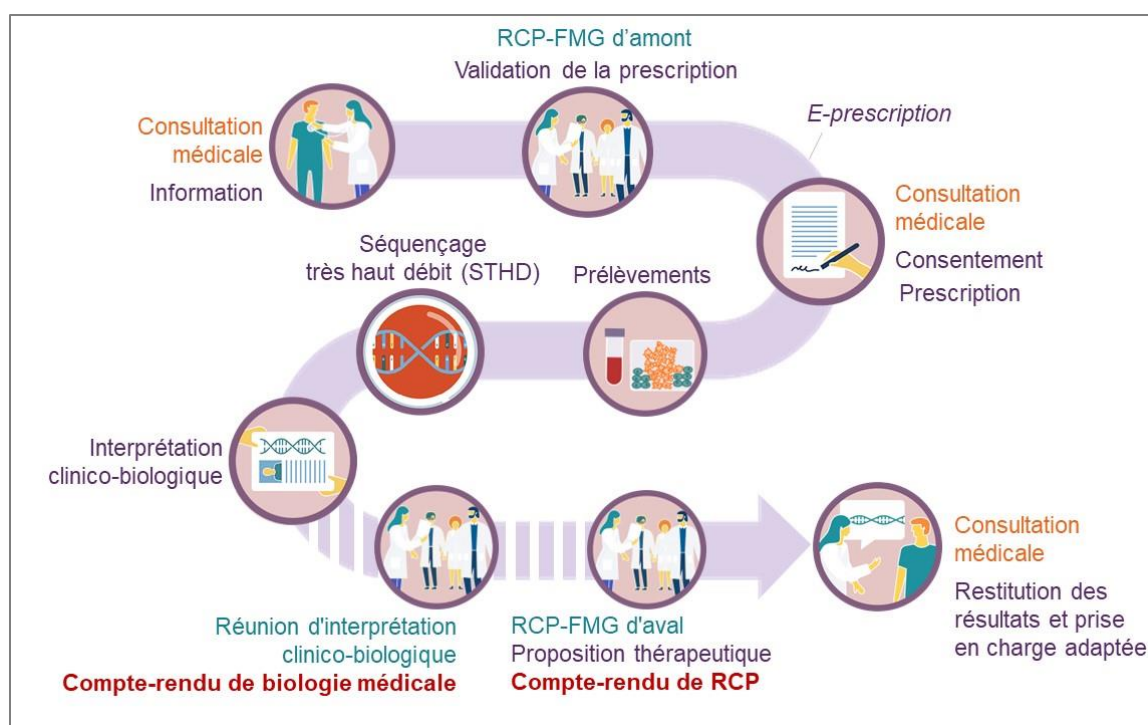 RCP-FMG d'amont
Validation de la prescription
Consultation
médicale
Information
E-prescription
Consultation
médicale
Consentement
Prescription
Prélèvements
Séquençage
très haut débit (STHD)
Interprétation
clinico-biologique
Réunion d'interprétation
clinico-biologique
Compte-rendu de biologie médicale
RCP-FMG d'aval
Proposition thérapeutique
Compte-rendu de RCP
Consultation
médicale
Restitution des
résultats et prise
en charge adaptée